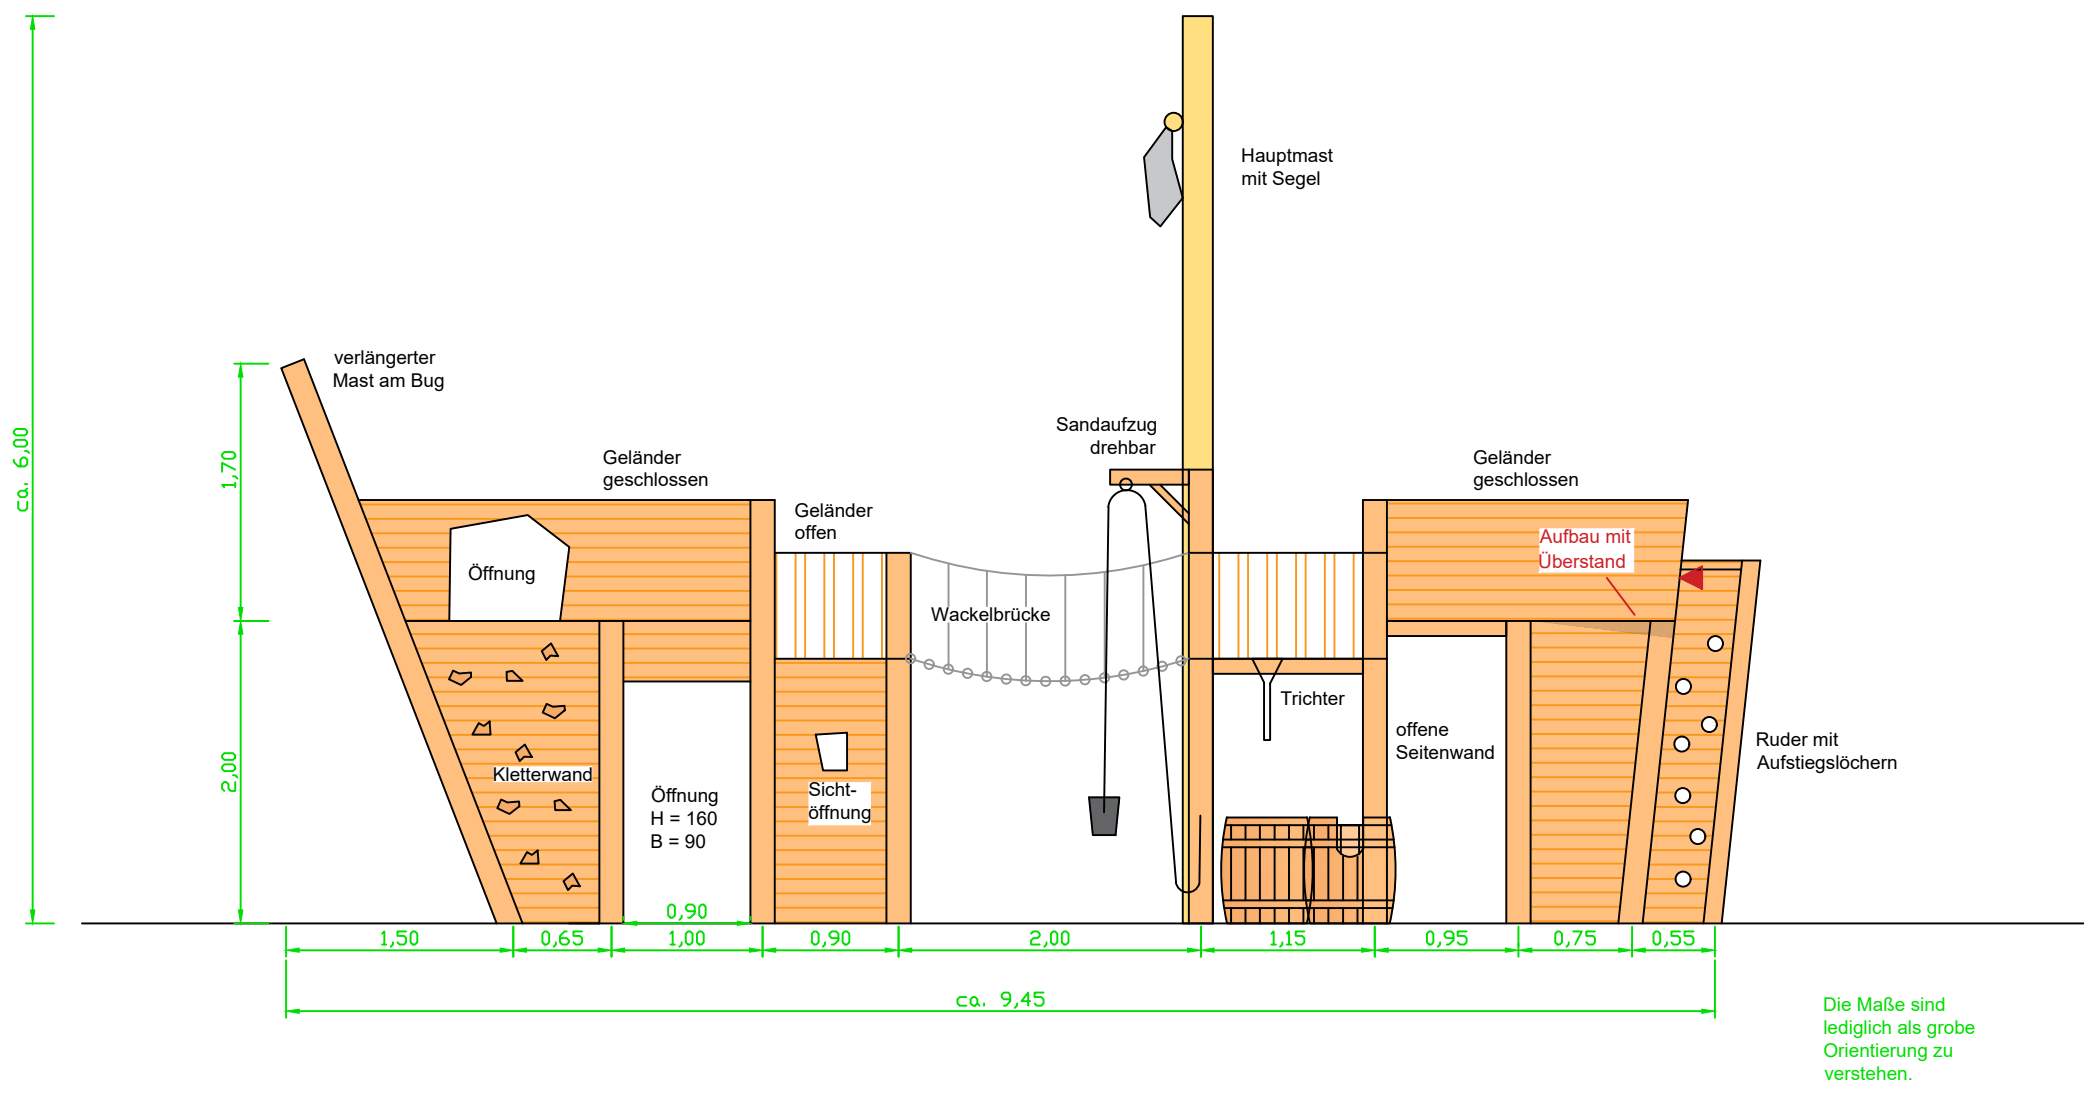 Hauptmast
mit Segel
verlängerter
Mast am Bug
ca. 6,00
1,70
Sandaufzug
drehbar
Geländer
geschlossen
Geländer
geschlossen
Geländer
offen
Aufbau mit
Überstand
Öffnung
Wackelbrücke
Trichter
offene
Seitenwand
Ruder mit
Aufstiegslöchern
2,00
Kletterwand
Sicht-
öffnung
Öffnung
H = 160
B = 90
0,90
1,50
0,65
1,00
0,90
2,00
1,15
0,95
0,75
0,55
ca. 9,45
Die Maße sind
lediglich als grobe
Orientierung zu
verstehen.